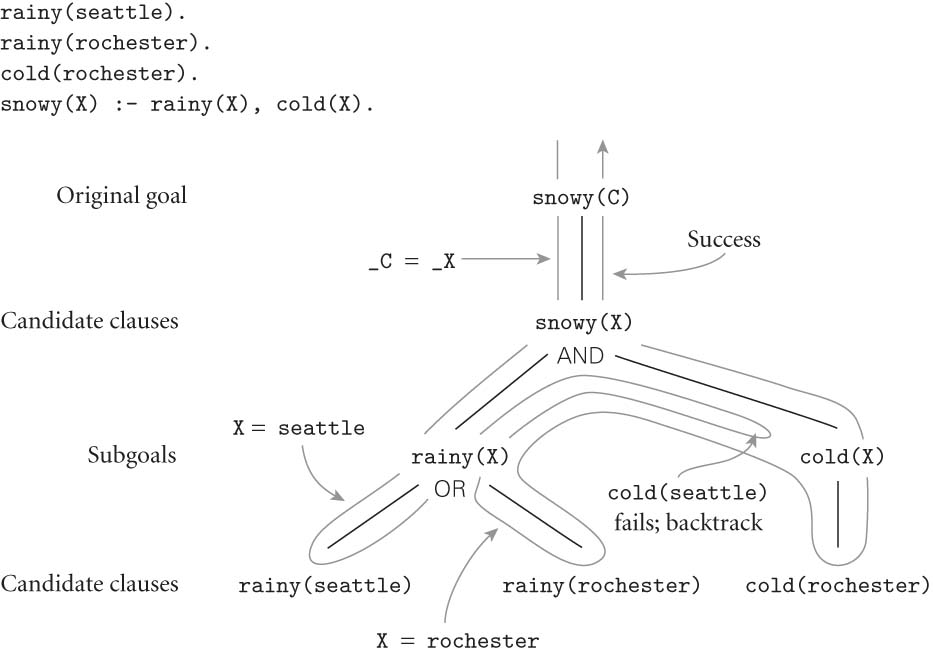 rainy(seattle).
rainy(rochester).
cold(rochester).
snowy(X) :- rainy(X), cold(X).
Original goal
snowy(C)
Success
_C = _X
Candidate clauses
snowy(X)
AND
X = seattle
Subgoals
rainy(X)
cold(X)
OR
cold(seattle)
fails; backtrack
Candidate clauses
rainy(seattle)
rainy(rochester)
cold(rochester)
X = rochester